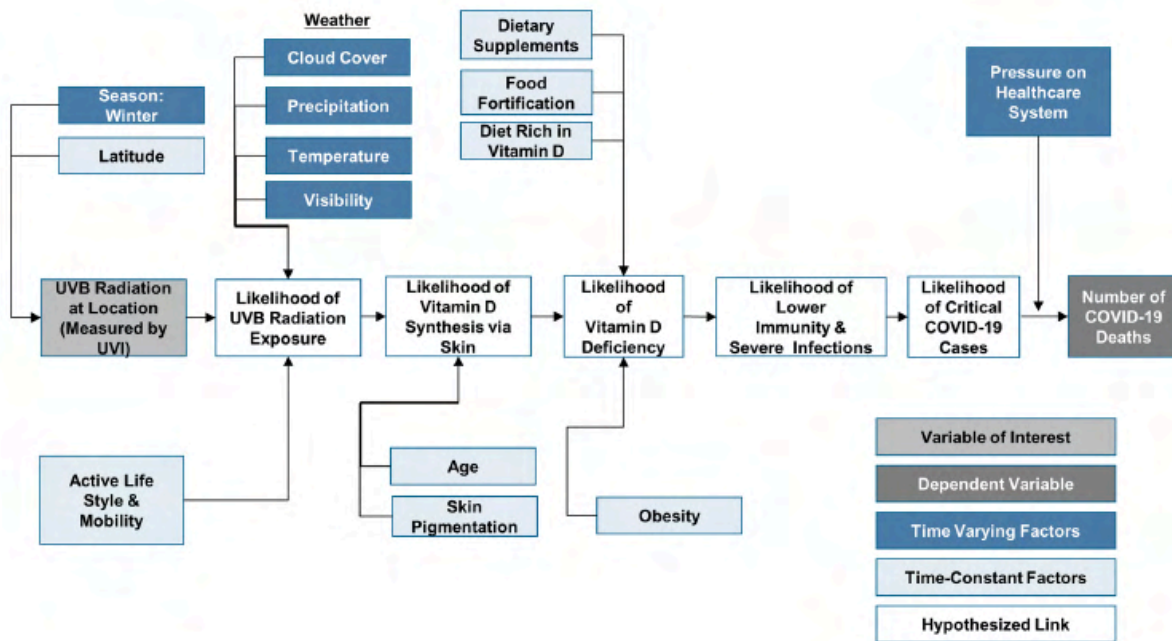 Weather
Cloud Cover
Precipitation
Temperature
Visibility
Season:
Winter
Latitude
Dietary
Supplements
Food
Fortification
Diet Rich in
Vitamin D
Pressure on
Healthcare
System
UVB Radiation
at Location
(Measured by
UVI)
Likelihood of
UVB Radiation
Exposure
Likelihood of
Vitamin D
Synthesis via
Skin
Likelihood
of
Vitamin D
Deficiency
Likelihood of
Lower
Immunity &
Severe Infections
Likelihood
of Critical
COVID-19
Cases
Number of
COVID-19
Deaths
Active Life
Style &
Mobility
Age
Skin
Pigmentation
Obesity
Variable of Interest
Dependent Variable
Time Varying Factors
Time-Constant Factors
Hypothesized Link